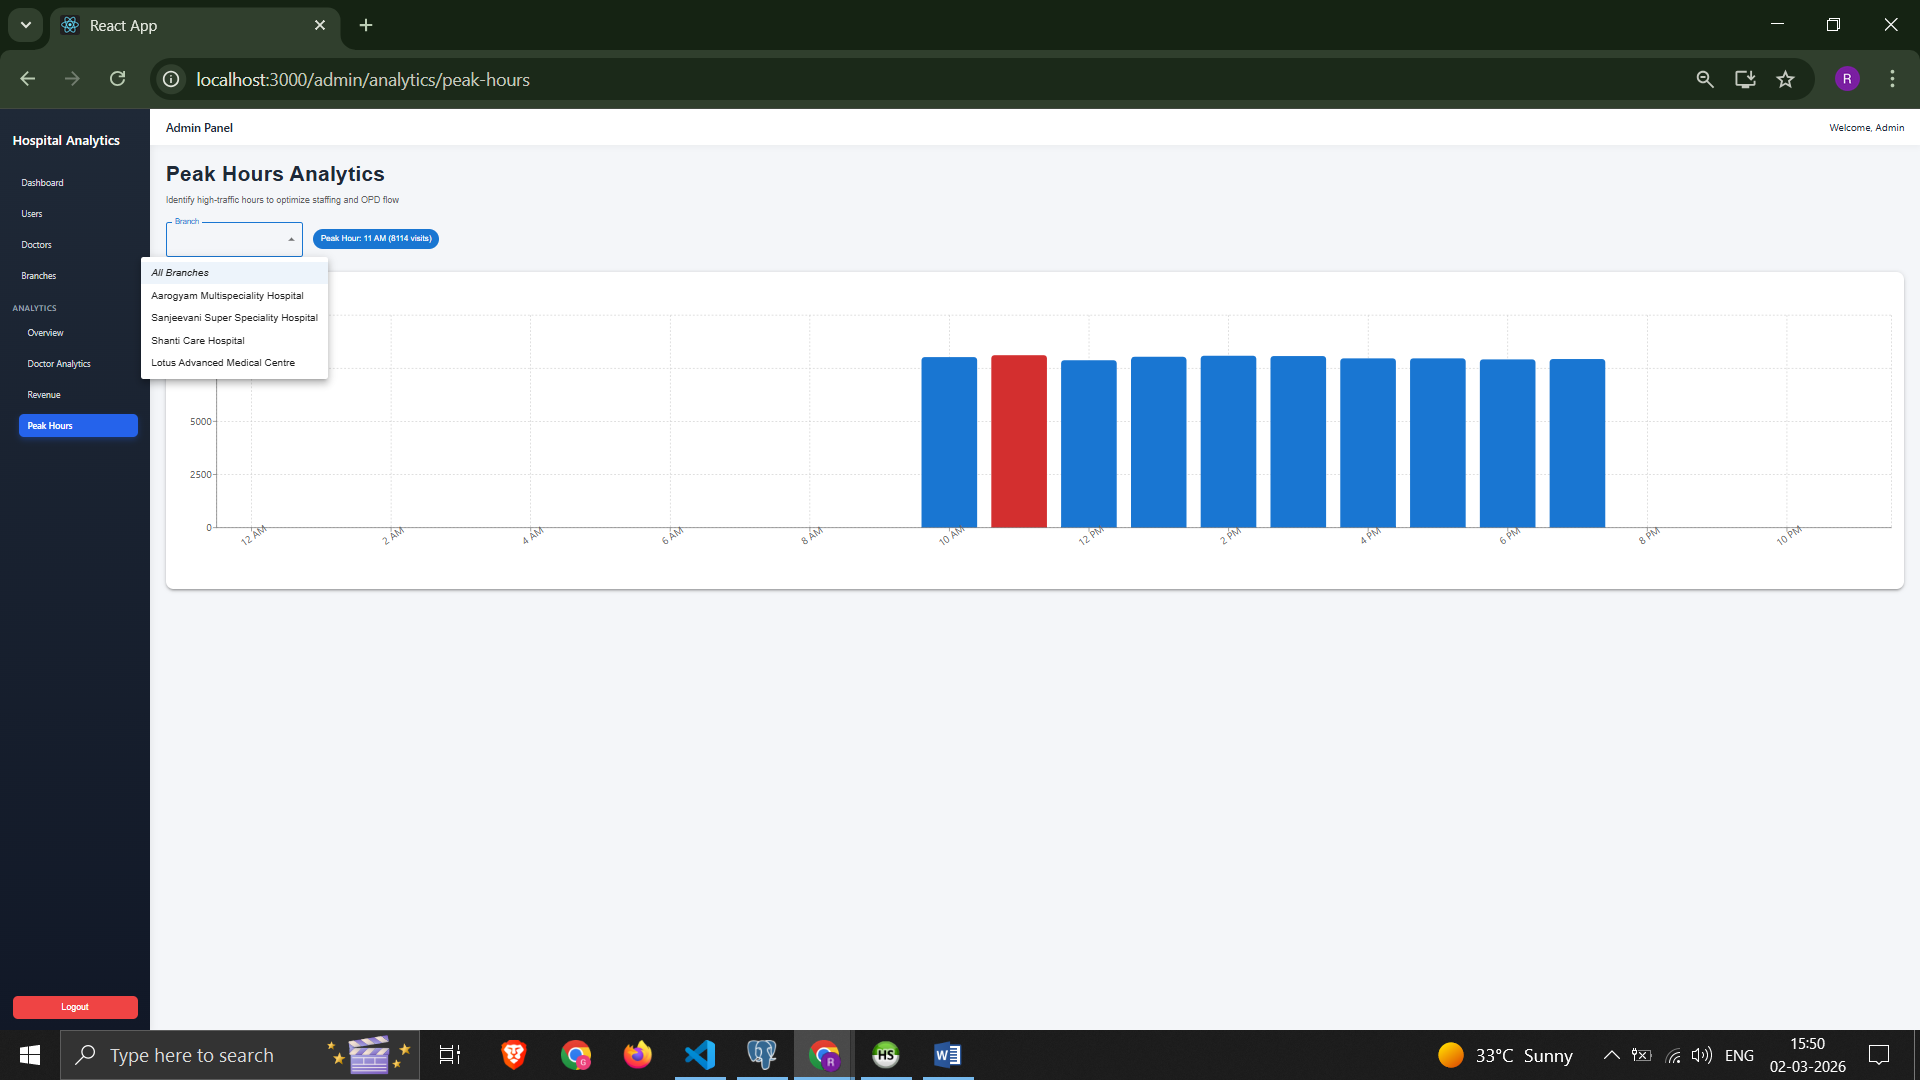 React App
localhost:3000/admin/analytics/peak-hours
R
Hospital Analytics
Dashboard
Users
Doctors
Branches
ANALYTICS
Overview
Doctor Analytics
Revenue
Peak Hours
Logout
Admin Panel
Welcome, Admin
Peak Hours Analytics
Identify high-traffic hours to optimize staffing and OPD flow
Branch
Peak Hour: 11 AM (8114 visits)
All Branches
Aarogyam Multispeciality Hospital
Sanjeevani Super Speciality Hospital
Shanti Care Hospital
Lotus Advanced Medical Centre
5000
2500
0
12 AM
2 AM
4 AM
6 AM
8 AM
10 AM
12 PM
2 PM
4 PM
6 PM
8 PM
10 PM
Type here to search
G
R
HS
W
33°C Sunny
ENG
15:50
02-03-2026